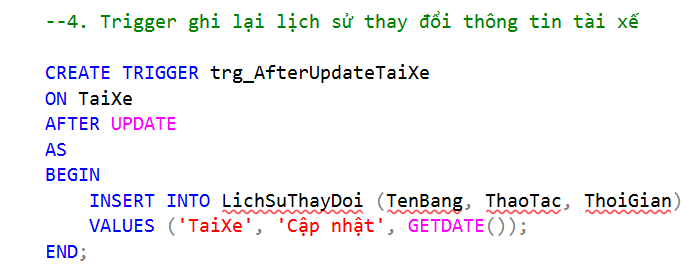 --4. Trigger ghi lại lịch sử thay đổi thông tin tài xế
CREATE TRIGGER trg_AfterUpdateTaiXe
ON TaiXe
AFTER UPDATE
AS
BEGIN
    INSERT INTO LichSuThayDoi (TenBang, ThaoTac, ThoiGian)
    VALUES ('TaiXe', 'Cập nhật', GETDATE());
END;